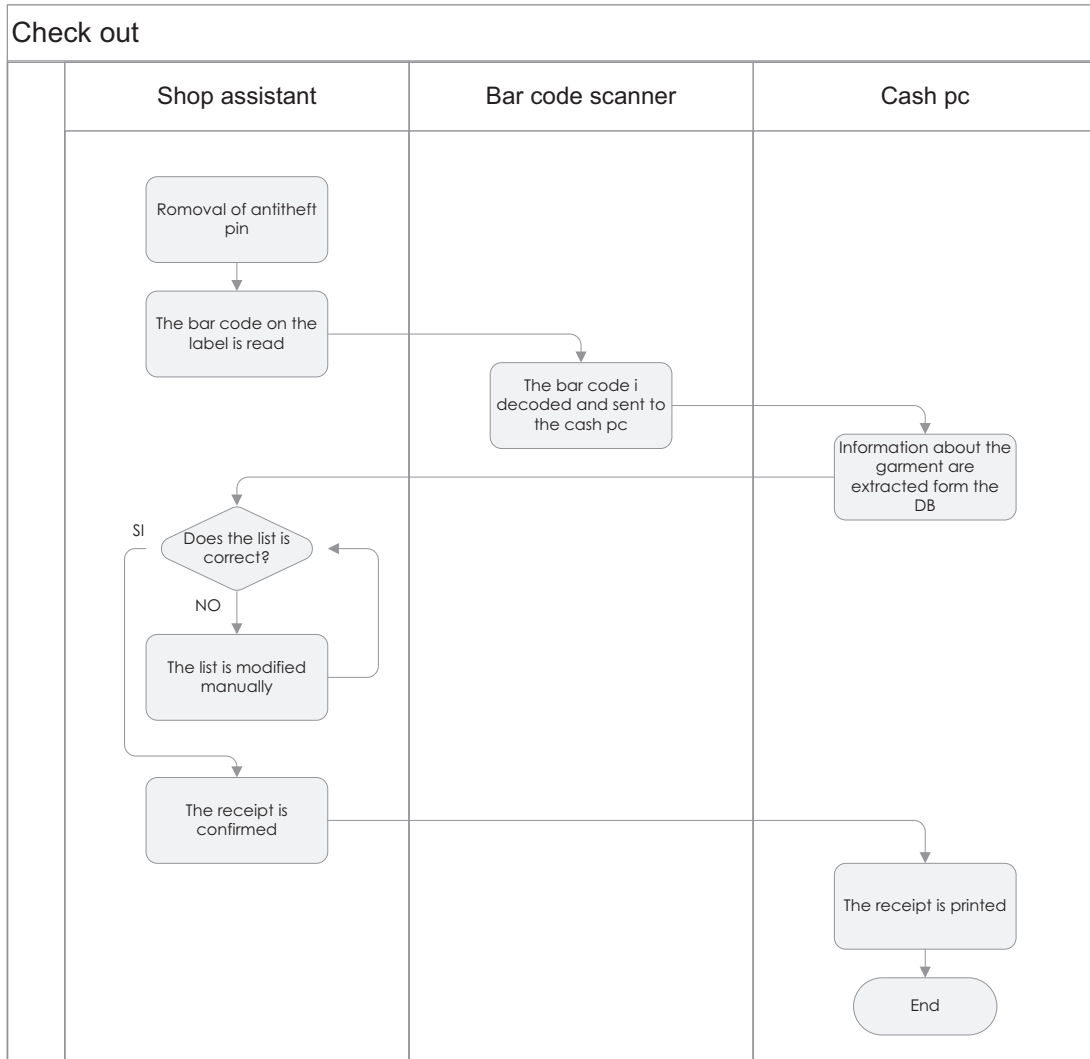 Check out
Shop assistant
Bar code scanner
Cash pc
Romoval of antitheft
pin
The bar code on the
label is read
The bar code i
decoded and sent to
the cash pc
Information about the
garment are
extracted form the
DB
SI
Does the list is
correct?
NO
The list is modified
manually
The receipt is
confirmed
The receipt is printed
End